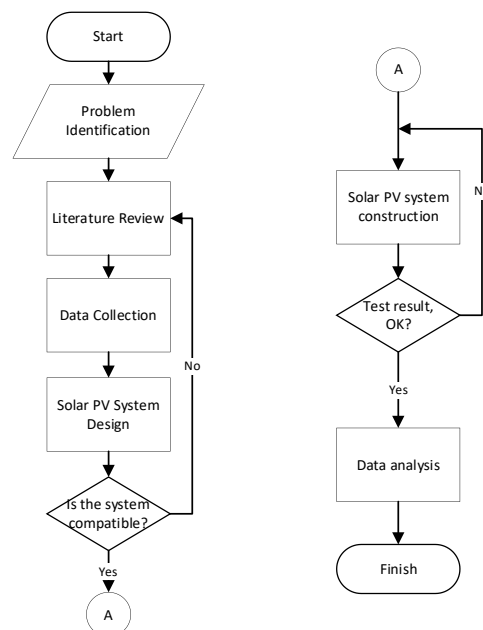 Start
Problem
Identification
Literature Review
Data Collection
Solar PV System
Design
Is the system
compatible?
No
Yes
A
A
Solar PV system
construction
Test result,
OK?
N
Yes
Data analysis
Finish